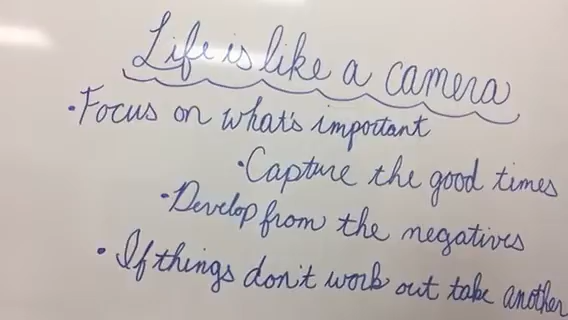 Life is like a camera
•Focus on what's important
•Capture the good times
•Develop from the negatives
•If things don't work out take another